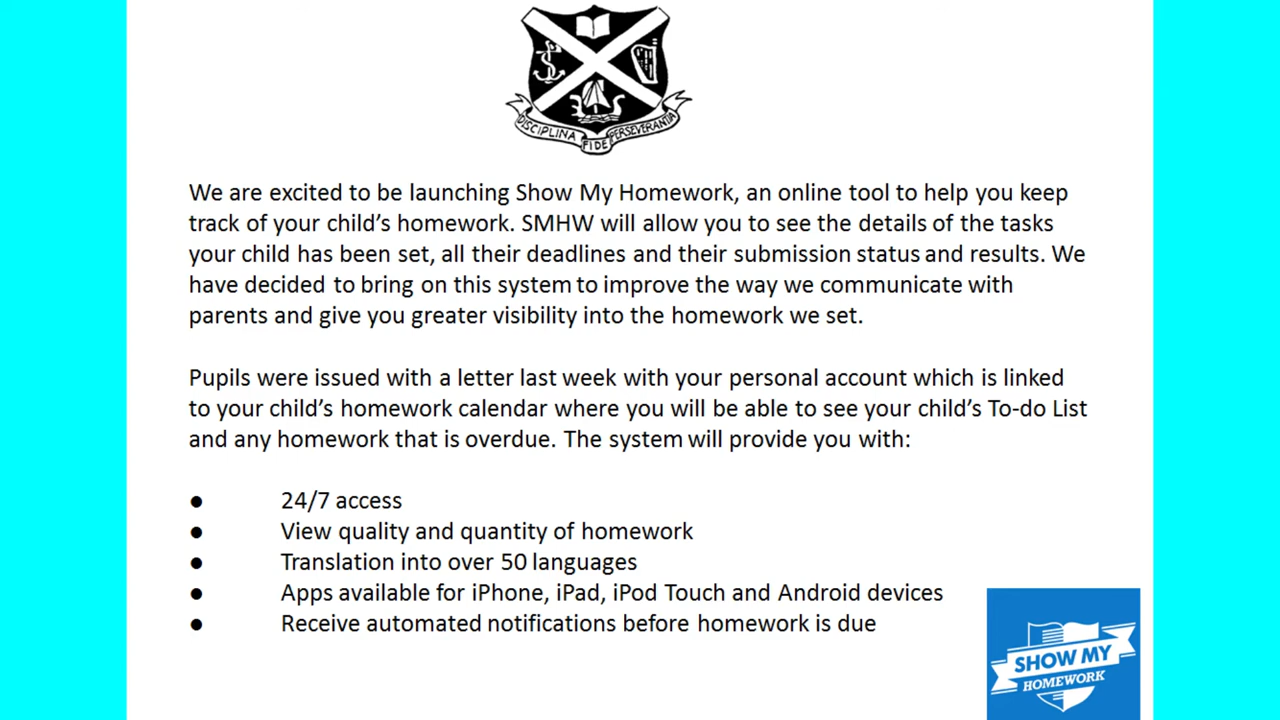 DISCIPLINA FIDE PERSEVERANTIA
We are excited to be launching Show My Homework, an online tool to help you keep
track of your child’s homework. SMHW will allow you to see the details of the tasks
your child has been set, all their deadlines and their submission status and results. We
have decided to bring on this system to improve the way we communicate with
parents and give you greater visibility into the homework we set.
Pupils were issued with a letter last week with your personal account which is linked
to your child’s homework calendar where you will be able to see your child’s To-do List
and any homework that is overdue. The system will provide you with:
● 24/7 access
● View quality and quantity of homework
● Translation into over 50 languages
● Apps available for iPhone, iPad, iPod Touch and Android devices
● Receive automated notifications before homework is due
SHOW MY
HOMEWORK